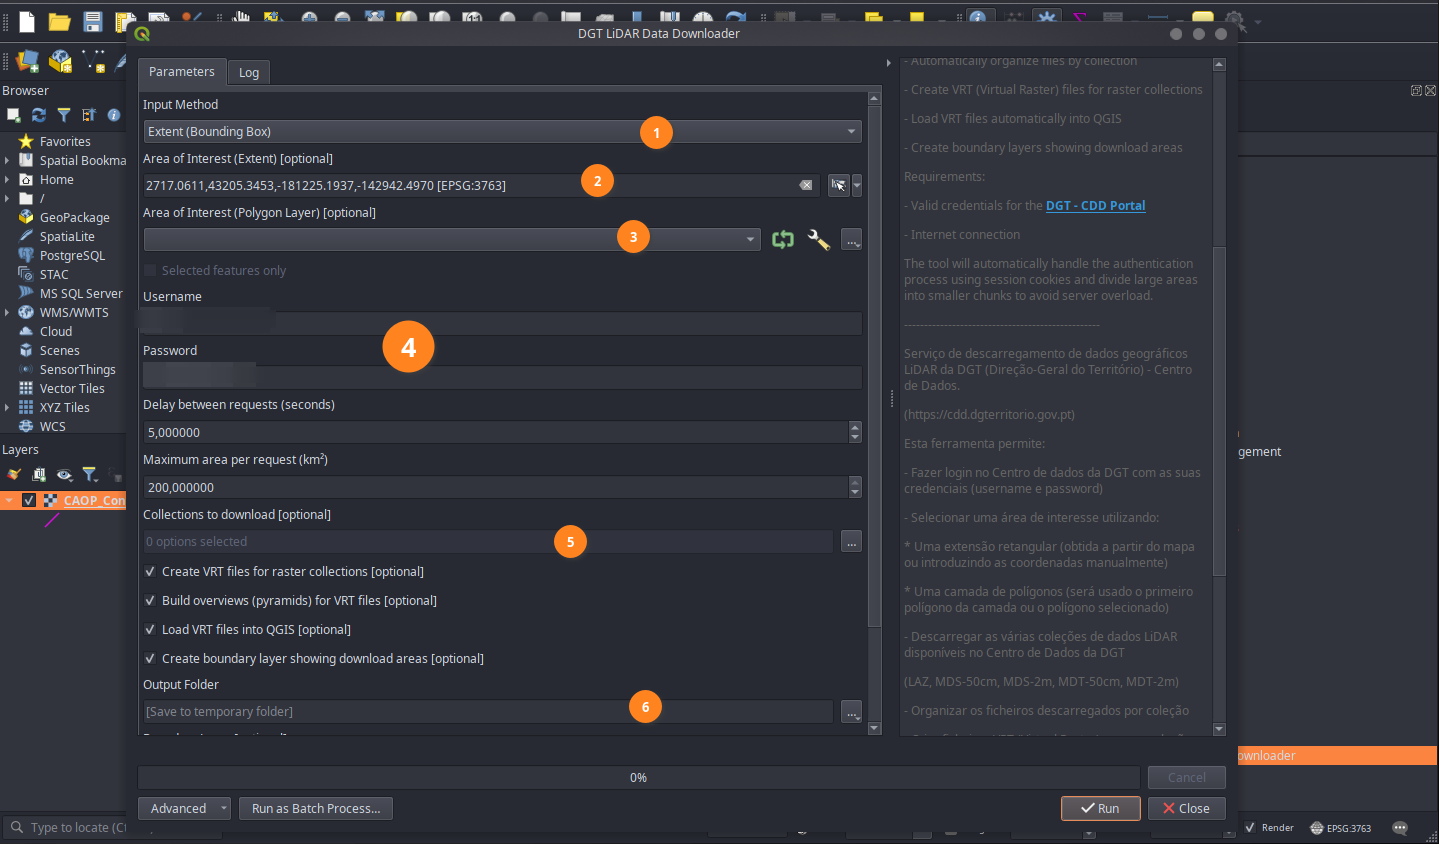 DGT LiDAR Data Downloader
Parameters
Log
Input Method
Extent (Bounding Box)
1
Area of Interest (Extent) [optional]
2717.0611,43205.3453,-181225.1937,-142942.4970 [EPSG:3763]
2
Area of Interest (Polygon Layer) [optional]
3
...
Selected features only
Username
4
Password
Delay between requests (seconds)
5,000000
Maximum area per request (km²)
200,000000
Collections to download [optional]
0 options selected
5
...
Create VRT files for raster collections [optional]
Build overviews (pyramids) for VRT files [optional]
Load VRT files into QGIS [optional]
Create boundary layer showing download areas [optional]
Output Folder
[Save to temporary folder]
6
...
0%
Cancel
Advanced
Run as Batch Process...
Run
Close
- Automatically organize files by collection
- Create VRT (Virtual Raster) files for raster collections
- Load VRT files automatically into QGIS
- Create boundary layers showing download areas
Requirements:
- Valid credentials for the DGT - CDD Portal
- Internet connection
The tool will automatically handle the authentication
process using session cookies and divide large areas
into smaller chunks to avoid server overload.
------------------------------------------------
Serviço de descarregamento de dados geográficos
LiDAR da DGT (Direção-Geral do Território) - Centro
de Dados.
(https://cdd.dgterritorio.gov.pt)
Esta ferramenta permite:
- Fazer login no Centro de dados da DGT com as suas
credenciais (username e password)
- Selecionar uma área de interesse utilizando:
* Uma extensão retangular (obtida a partir do mapa
ou introduzindo as coordenadas manualmente)
* Uma camada de polígonos (será usado o primeiro
polígono da camada ou o polígono selecionado)
- Descarregar as várias coleções de dados LiDAR
disponíveis no Centro de Dados da DGT
(LAZ, MDS-50cm, MDS-2m, MDT-50cm, MDT-2m)
- Organizar os ficheiros descarregados por coleção
Browser
Favorites
Spatial Bookma
Home
/
GeoPackage
SpatiaLite
PostgreSQL
STAC
MS SQL Server
WMS/WMTS
Cloud
Scenes
SensorThings
Vector Tiles
XYZ Tiles
WCS
Layers
CAOP_Con
Type to locate (Ct
gement
ownloader
Render
EPSG:3763